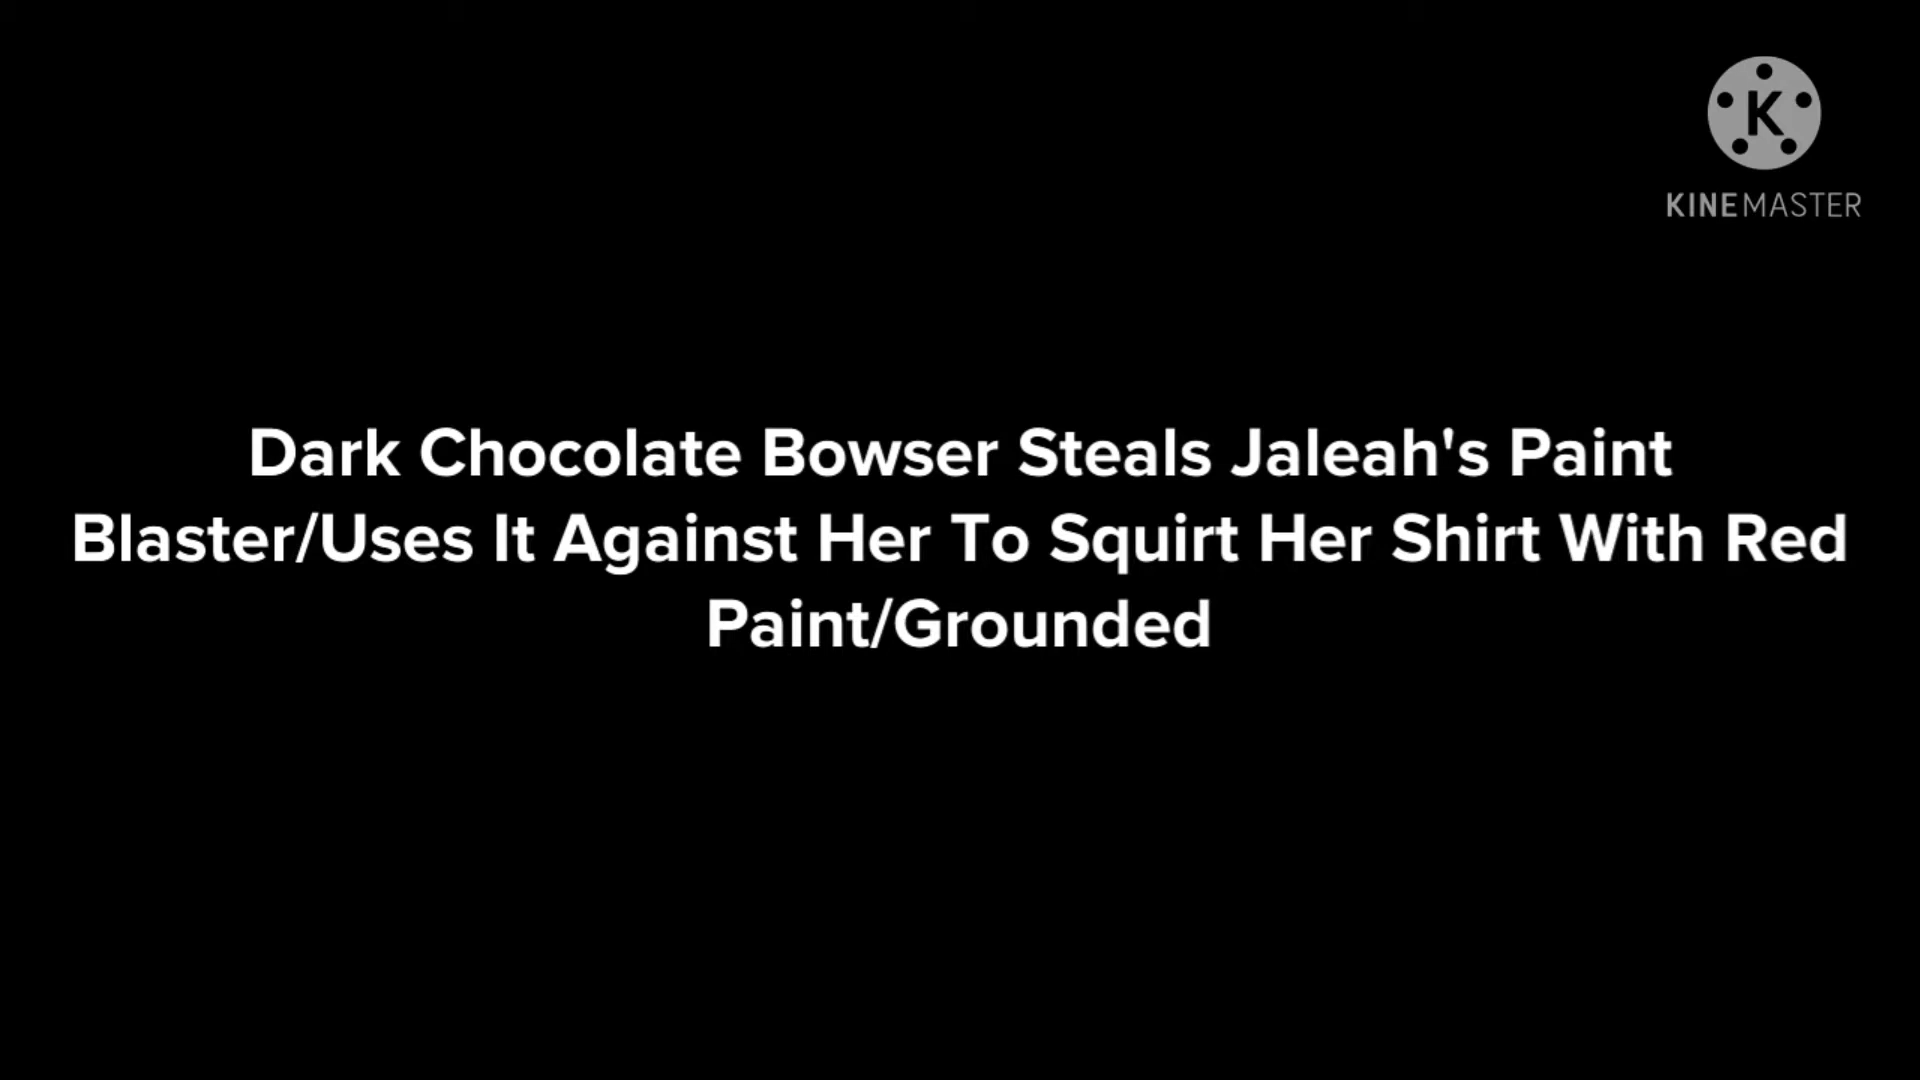 K
KINEMASTER
Dark Chocolate Bowser Steals Jaleah's Paint
Blaster/Uses It Against Her To Squirt Her Shirt With Red
Paint/Grounded